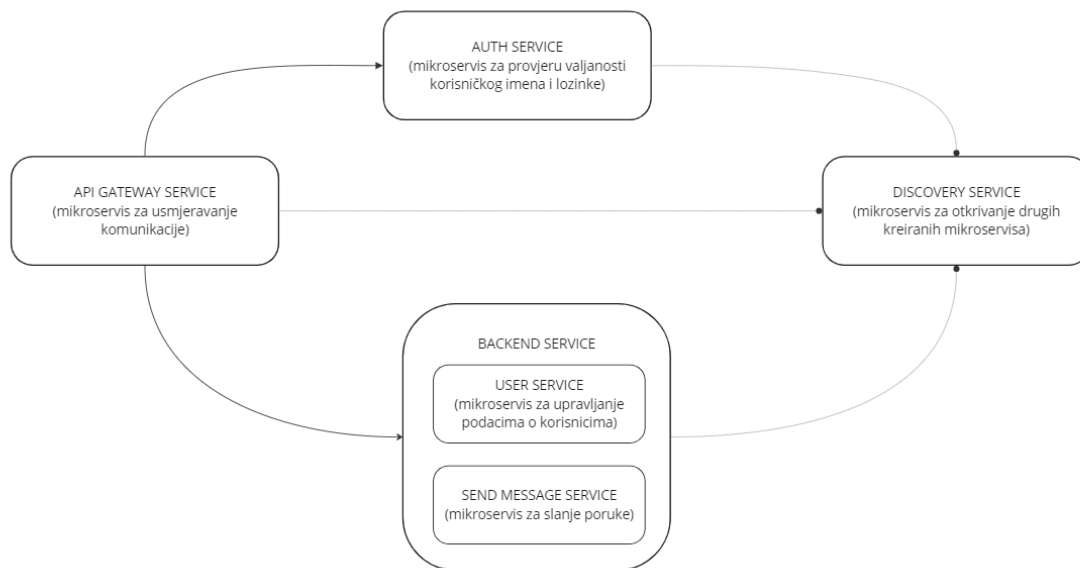 AUTH SERVICE
(mikroservis za provjeru valjanosti
korisničkog imena i lozinke)
API GATEWAY SERVICE
(mikroservis za usmjeravanje
komunikacije)
DISCOVERY SERVICE
(mikroservis za otkrivanje drugih
kreiranih mikroservisa)
BACKEND SERVICE
USER SERVICE
(mikroservis za upravljanje
podacima o korisnicima)
SEND MESSAGE SERVICE
(mikroservis za slanje poruke)